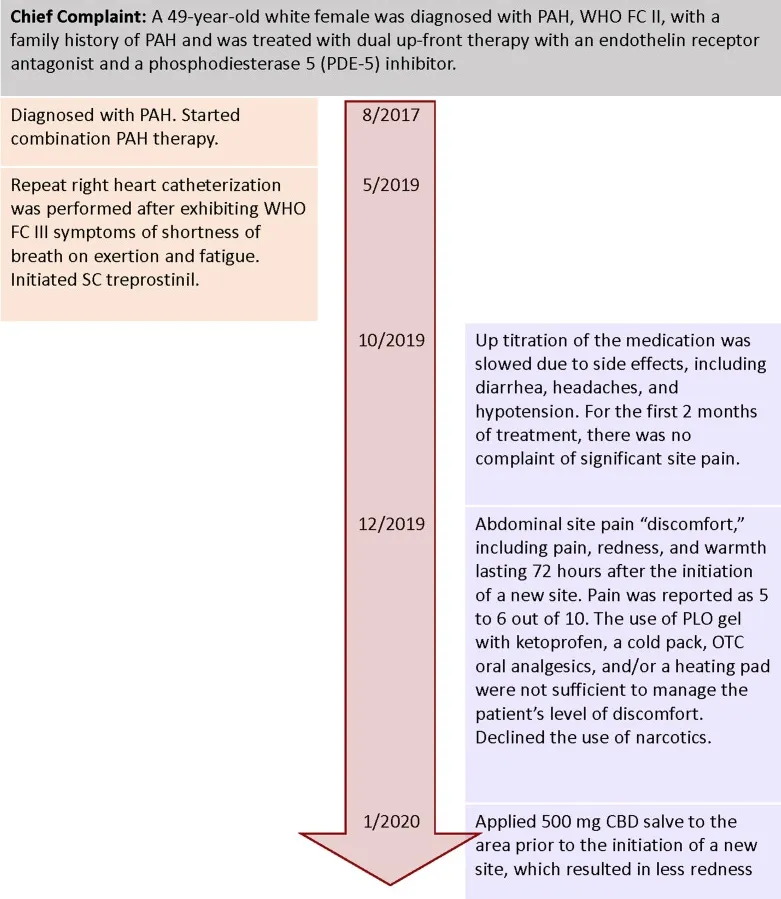 Chief Complaint: A 49-year-old white female was diagnosed with PAH, WHO FC II, with a
family history of PAH and was treated with dual up-front therapy with an endothelin receptor
antagonist and a phosphodiesterase 5 (PDE-5) inhibitor.
Diagnosed with PAH. Started
combination PAH therapy.
8/2017
Repeat right heart catheterization
was performed after exhibiting WHO
FC III symptoms of shortness of
breath on exertion and fatigue.
Initiated SC treprostinil.
5/2019
10/2019
Up titration of the medication was
slowed due to side effects, including
diarrhea, headaches, and
hypotension. For the first 2 months
of treatment, there was no
complaint of significant site pain.
12/2019
Abdominal site pain “discomfort,”
including pain, redness, and warmth
lasting 72 hours after the initiation
of a new site. Pain was reported as 5
to 6 out of 10. The use of PLO gel
with ketoprofen, a cold pack, OTC
oral analgesics, and/or a heating pad
were not sufficient to manage the
patient’s level of discomfort.
Declined the use of narcotics.
1/2020
Applied 500 mg CBD salve to the
area prior to the initiation of a new
site, which resulted in less redness